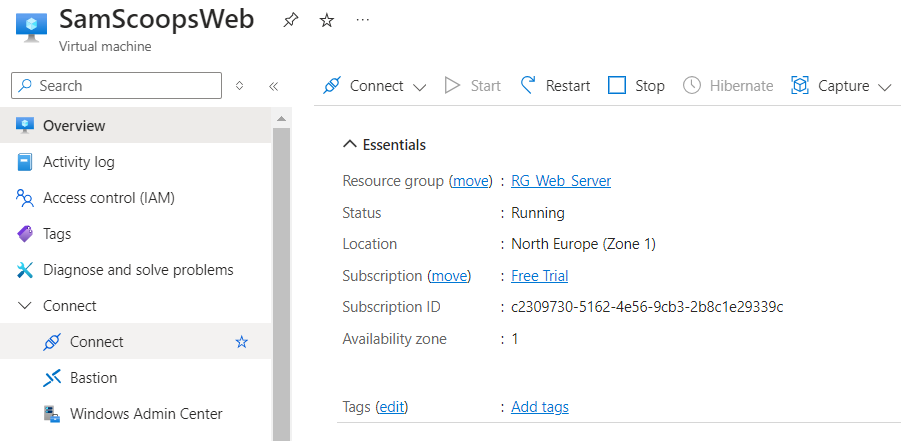 SamScoopsWeb
Virtual machine
Search
Connect
Start
Restart
Stop
Hibernate
Capture
Overview
Activity log
Access control (IAM)
Tags
Diagnose and solve problems
Connect
Connect
Bastion
Windows Admin Center
Essentials
Resource group (move) : RG_Web_Server
Status : Running
Location : North Europe (Zone 1)
Subscription (move) : Free Trial
Subscription ID : c2309730-5162-4e56-9cb3-2b8c1e29339c
Availability zone : 1
Tags (edit) : Add tags